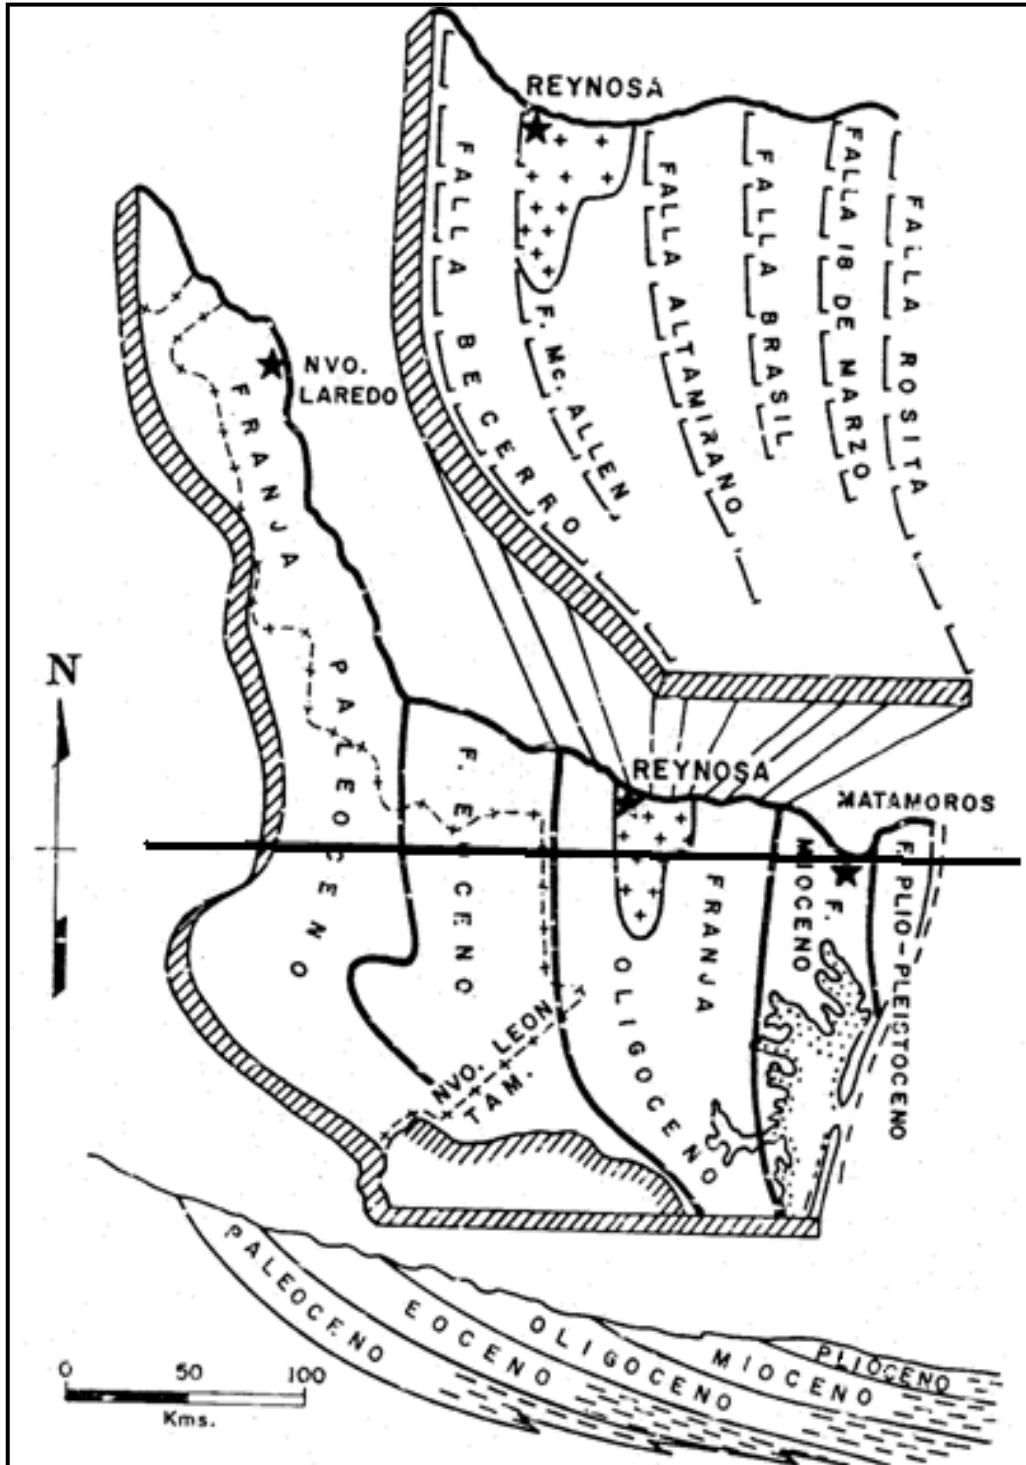 REYNOSA
FALLA BECERRO
F. Mc. ALLEN
FALLA ALTAMIRANO
FALLA BRASIL
FALLA 18 DE MARZO
FALLA ROSITA
NVO.
LAREDO
FRANJA
PALEOCENO
N
F. EOCENO
REYNOSA
MATAMOROS
FRANJA
OLIGOCENO
F.
MIOCENO
F. PLIO-PLEISTOCENO
NVO. LEON
TAM.
PALEOCENO
EOCENO
OLIGOCENO
MIOCENO
PLIOCENO
0 50 100
Kms.